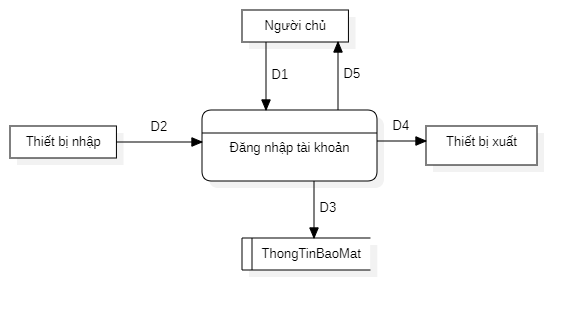 Người chủ
D1
D5
D2
D4
Thiết bị nhập
Đăng nhập tài khoản
Thiết bị xuất
D3
ThongTinBaoMat